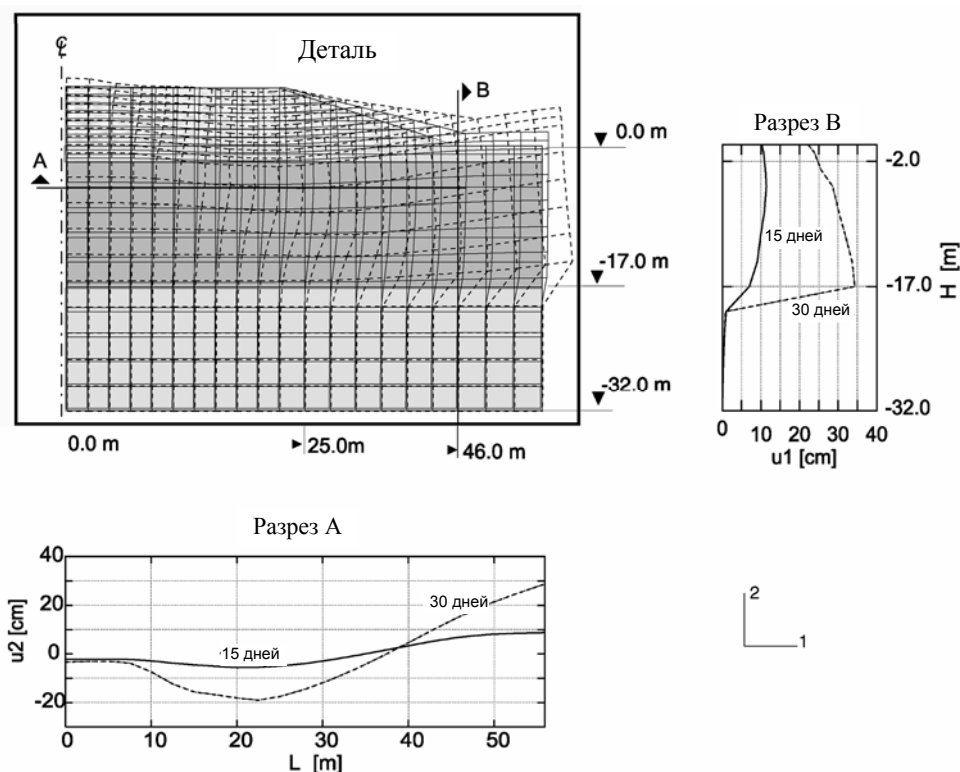 ℄
Деталь
B
A
0.0 m
-17.0 m
-32.0 m
0.0 m
25.0m
46.0 m
Разрез В
-2.0
15 дней
-17.0
30 дней
-32.0
H [m]
0 10 20 30 40
u1 [cm]
Разрез А
40
20
0
-20
u2 [cm]
30 дней
15 дней
0 10 20 30 40 50
L [m]
2
1